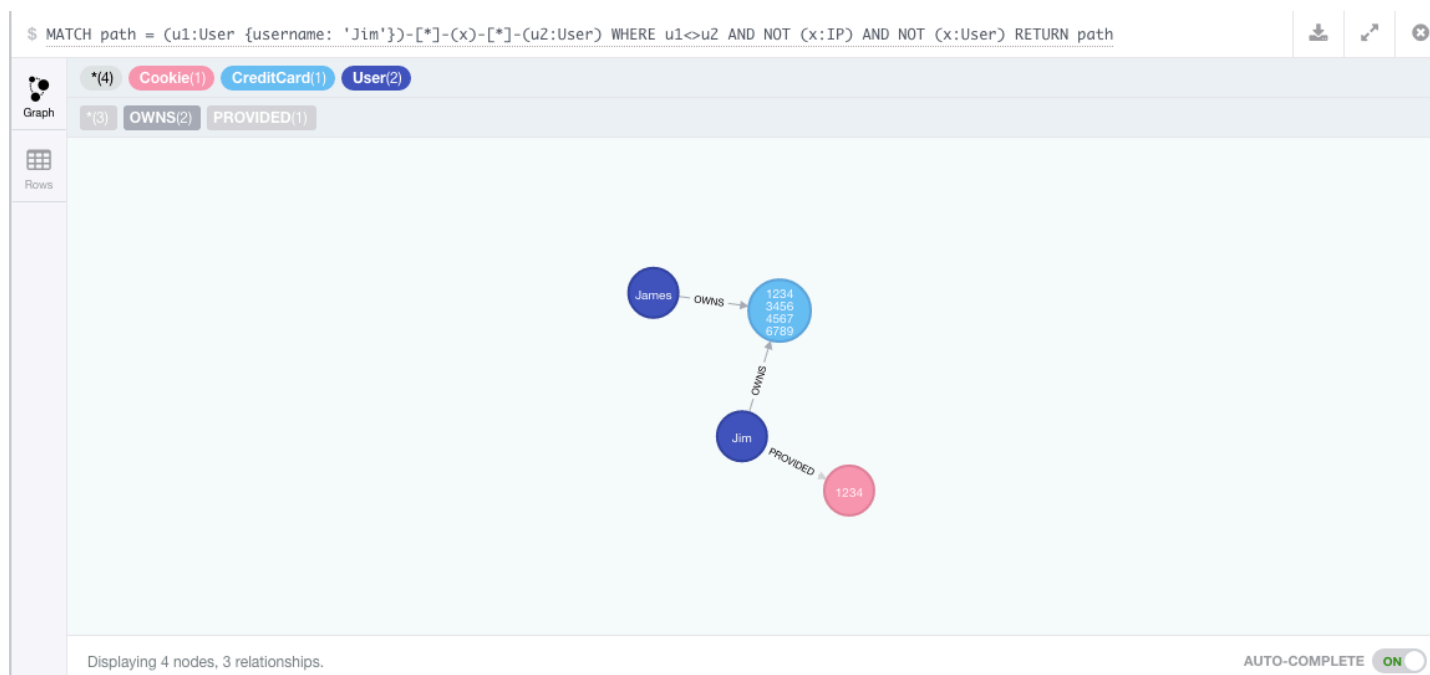 $ MATCH path = (u1:User {username: 'Jim'})-[*]-(x)-[*]-(u2:User) WHERE u1<>u2 AND NOT (x:IP) AND NOT (x:User) RETURN path
*(4) Cookie(1) CreditCard(1) User(2)
Graph
*(3) OWNS(2) PROVIDED(1)
Rows
James
OWNS
1234
3456
4567
6789
OWNS
Jim
PROVIDED
1234
Displaying 4 nodes, 3 relationships.
AUTO-COMPLETE ON